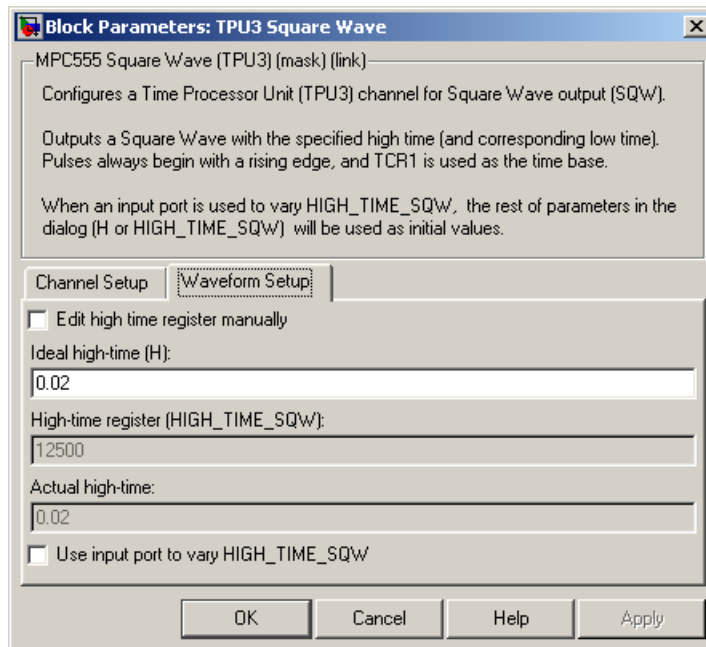 Block Parameters: TPU3 Square Wave
MPC555 Square Wave (TPU3) (mask) (link)
Configures a Time Processor Unit (TPU3) channel for Square Wave output (SQW).
Outputs a Square Wave with the specified high time (and corresponding low time).
Pulses always begin with a rising edge, and TCR1 is used as the time base.
When an input port is used to vary HIGH_TIME_SQW, the rest of parameters in the
dialog (H or HIGH_TIME_SQW) will be used as initial values.
Channel Setup Waveform Setup
Edit high time register manually
Ideal high-time (H):
0.02
High-time register (HIGH_TIME_SQW):
12500
Actual high-time:
0.02
Use input port to vary HIGH_TIME_SQW
OK Cancel Help Apply